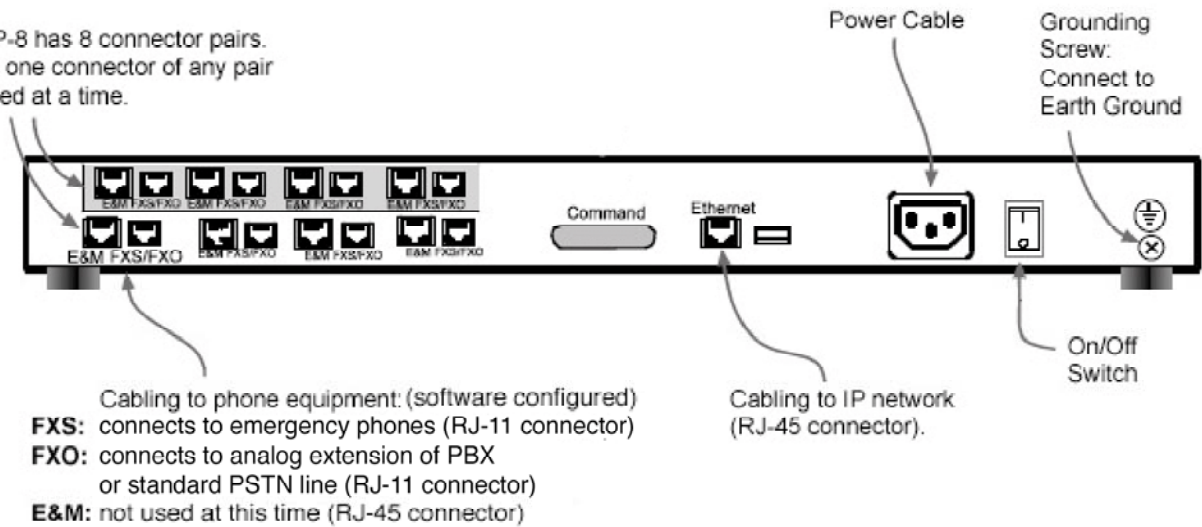 P-8 has 8 connector pairs.
one connector of any pair
ed at a time.
Power Cable
Grounding
Screw:
Connect to
Earth Ground
E&M FXS/FXO E&M FXS/FXO E&M FXS/FXO E&M FXS/FXO
E&M FXS/FXO E&M FXS/FXO E&M FXS/FXO E&M FXS/FXO
Command
Ethernet
On/Off
Switch
Cabling to phone equipment: (software configured)
FXS: connects to emergency phones (RJ-11 connector)
FXO: connects to analog extension of PBX
or standard PSTN line (RJ-11 connector)
E&M: not used at this time (RJ-45 connector)
Cabling to IP network
(RJ-45 connector).